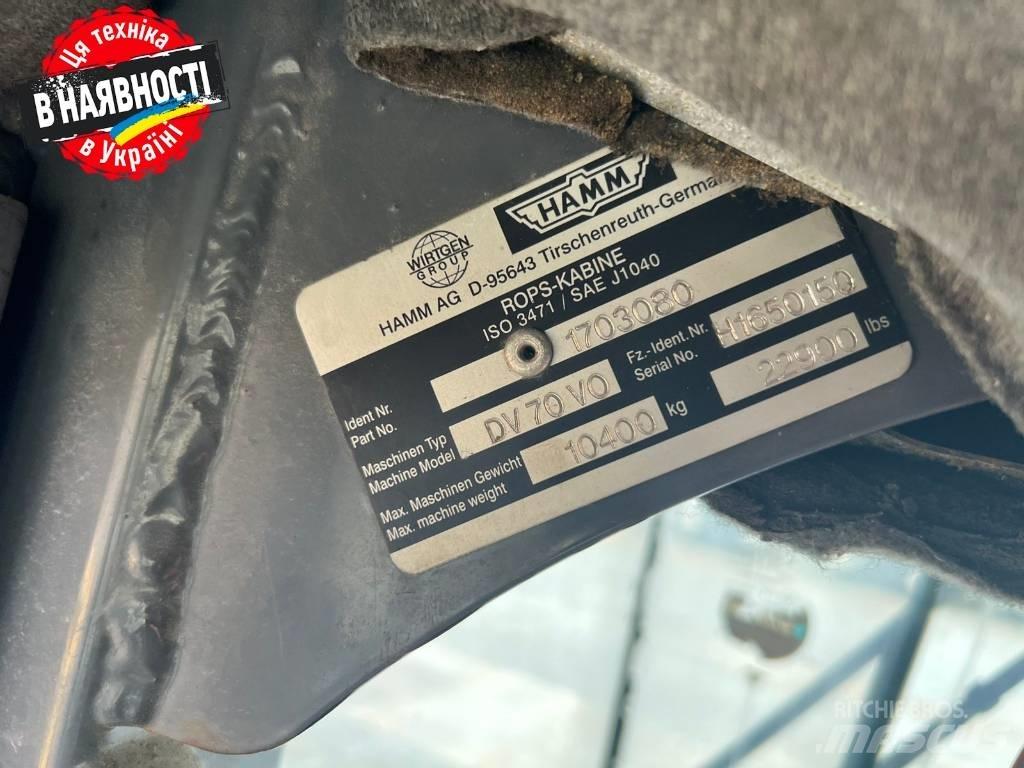 Ця техніка
В НАЯВНОСТІ
в Україні
WIRTGEN
GROUP
HAMM
HAMM AG D-95643 Tirschenreuth-German
ROPS-KABINE
ISO 3471 / SAE J1040
Ident Nr.
Part No.
1703080
Maschinen Typ
Machine Model
DV 70 VO
Fz.-Ident. Nr.
Serial No.
H1650150
Max. Maschinen Gewicht
Max. machine weight
10400 kg
22900 lbs
RITCHIE BROS.
MASCUS